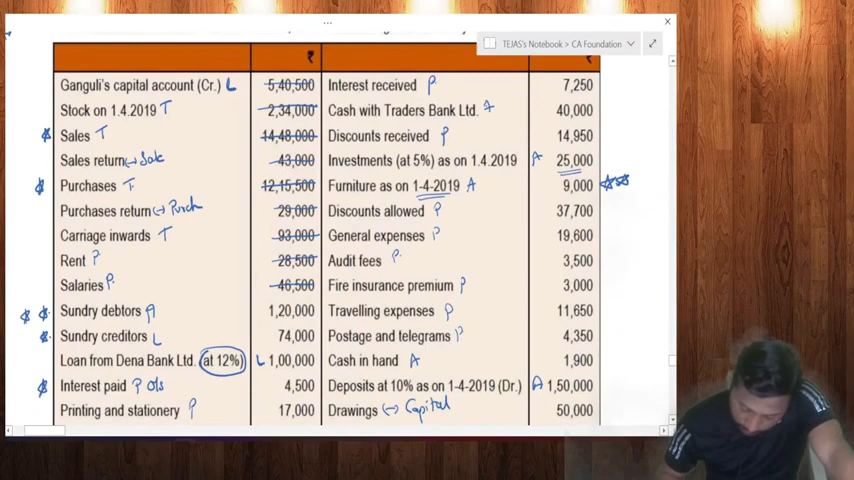 ...
TEJAS's Notebook > CA Foundation
₹
Ganguli's capital account (Cr.) L 5,40,500 Interest received P 7,250
Stock on 1.4.2019 T 2,34,000 Cash with Traders Bank Ltd. A 40,000
Sales T 14,48,000 Discounts received P 14,950
Sales return Sale 43,000 Investments (at 5%) as on 1.4.2019 A 25,000
Purchases T 12,15,500 Furniture as on 1-4-2019 A 9,000
Purchases return Purch 29,000 Discounts allowed P 37,700
Carriage inwards T 93,000 General expenses P 19,600
Rent P 28,500 Audit fees P 3,500
Salaries P 46,500 Fire insurance premium P 3,000
Sundry debtors A 1,20,000 Travelling expenses P 11,650
Sundry creditors L 74,000 Postage and telegrams P 4,350
Loan from Dena Bank Ltd. (at 12%) L 1,00,000 Cash in hand A 1,900
Interest paid P o/s 4,500 Deposits at 10% as on 1-4-2019 (Dr.) A 1,50,000
Printing and stationery P 17,000 Drawings Capital 50,000